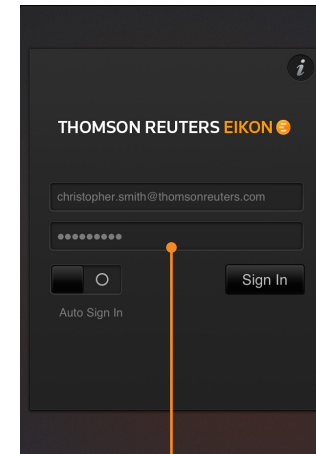 i
THOMSON REUTERS EIKON
christopher.smith@thomsonreuters.com
•••••••••
Sign In
Auto Sign In